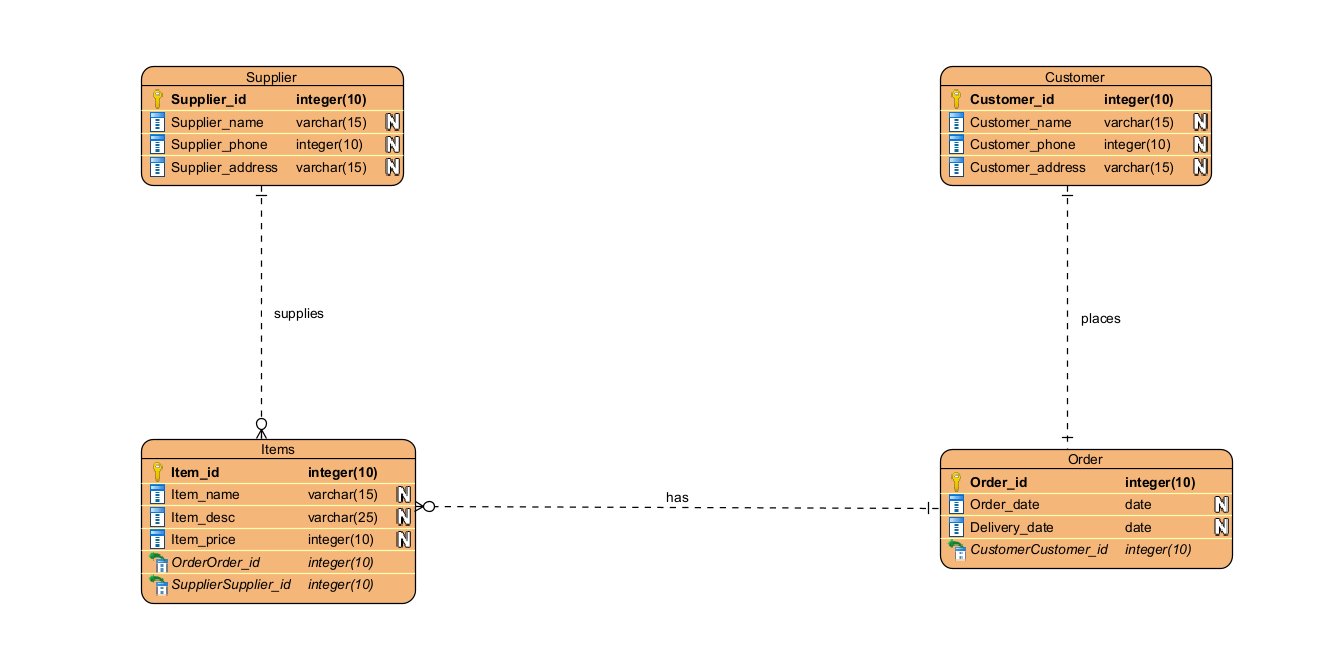 Supplier
Supplier_id integer(10)
Supplier_name varchar(15) N
Supplier_phone integer(10) N
Supplier_address varchar(15) N
Customer
Customer_id integer(10)
Customer_name varchar(15) N
Customer_phone integer(10) N
Customer_address varchar(15) N
supplies
places
Items
Item_id integer(10)
Item_name varchar(15) N
Item_desc varchar(25) N
Item_price integer(10) N
OrderOrder_id integer(10)
SupplierSupplier_id integer(10)
has
Order
Order_id integer(10)
Order_date date N
Delivery_date date N
CustomerCustomer_id integer(10)